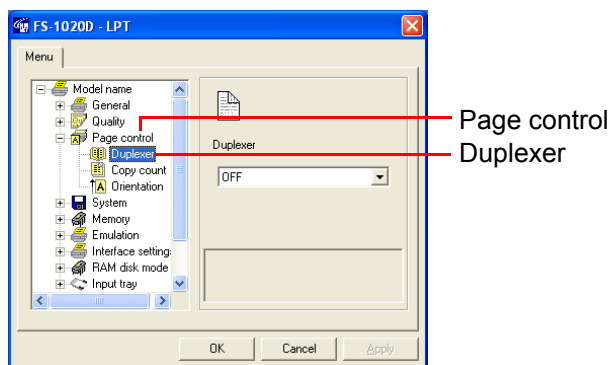 FS-1020D - LPT
Menu
Model name
General
Quality
Page control
Duplexer
Copy count
Orientation
System
Memory
Emulation
Interface setting
RAM disk mode
Input tray
Duplexer
OFF
OK
Cancel
Apply
Page control
Duplexer